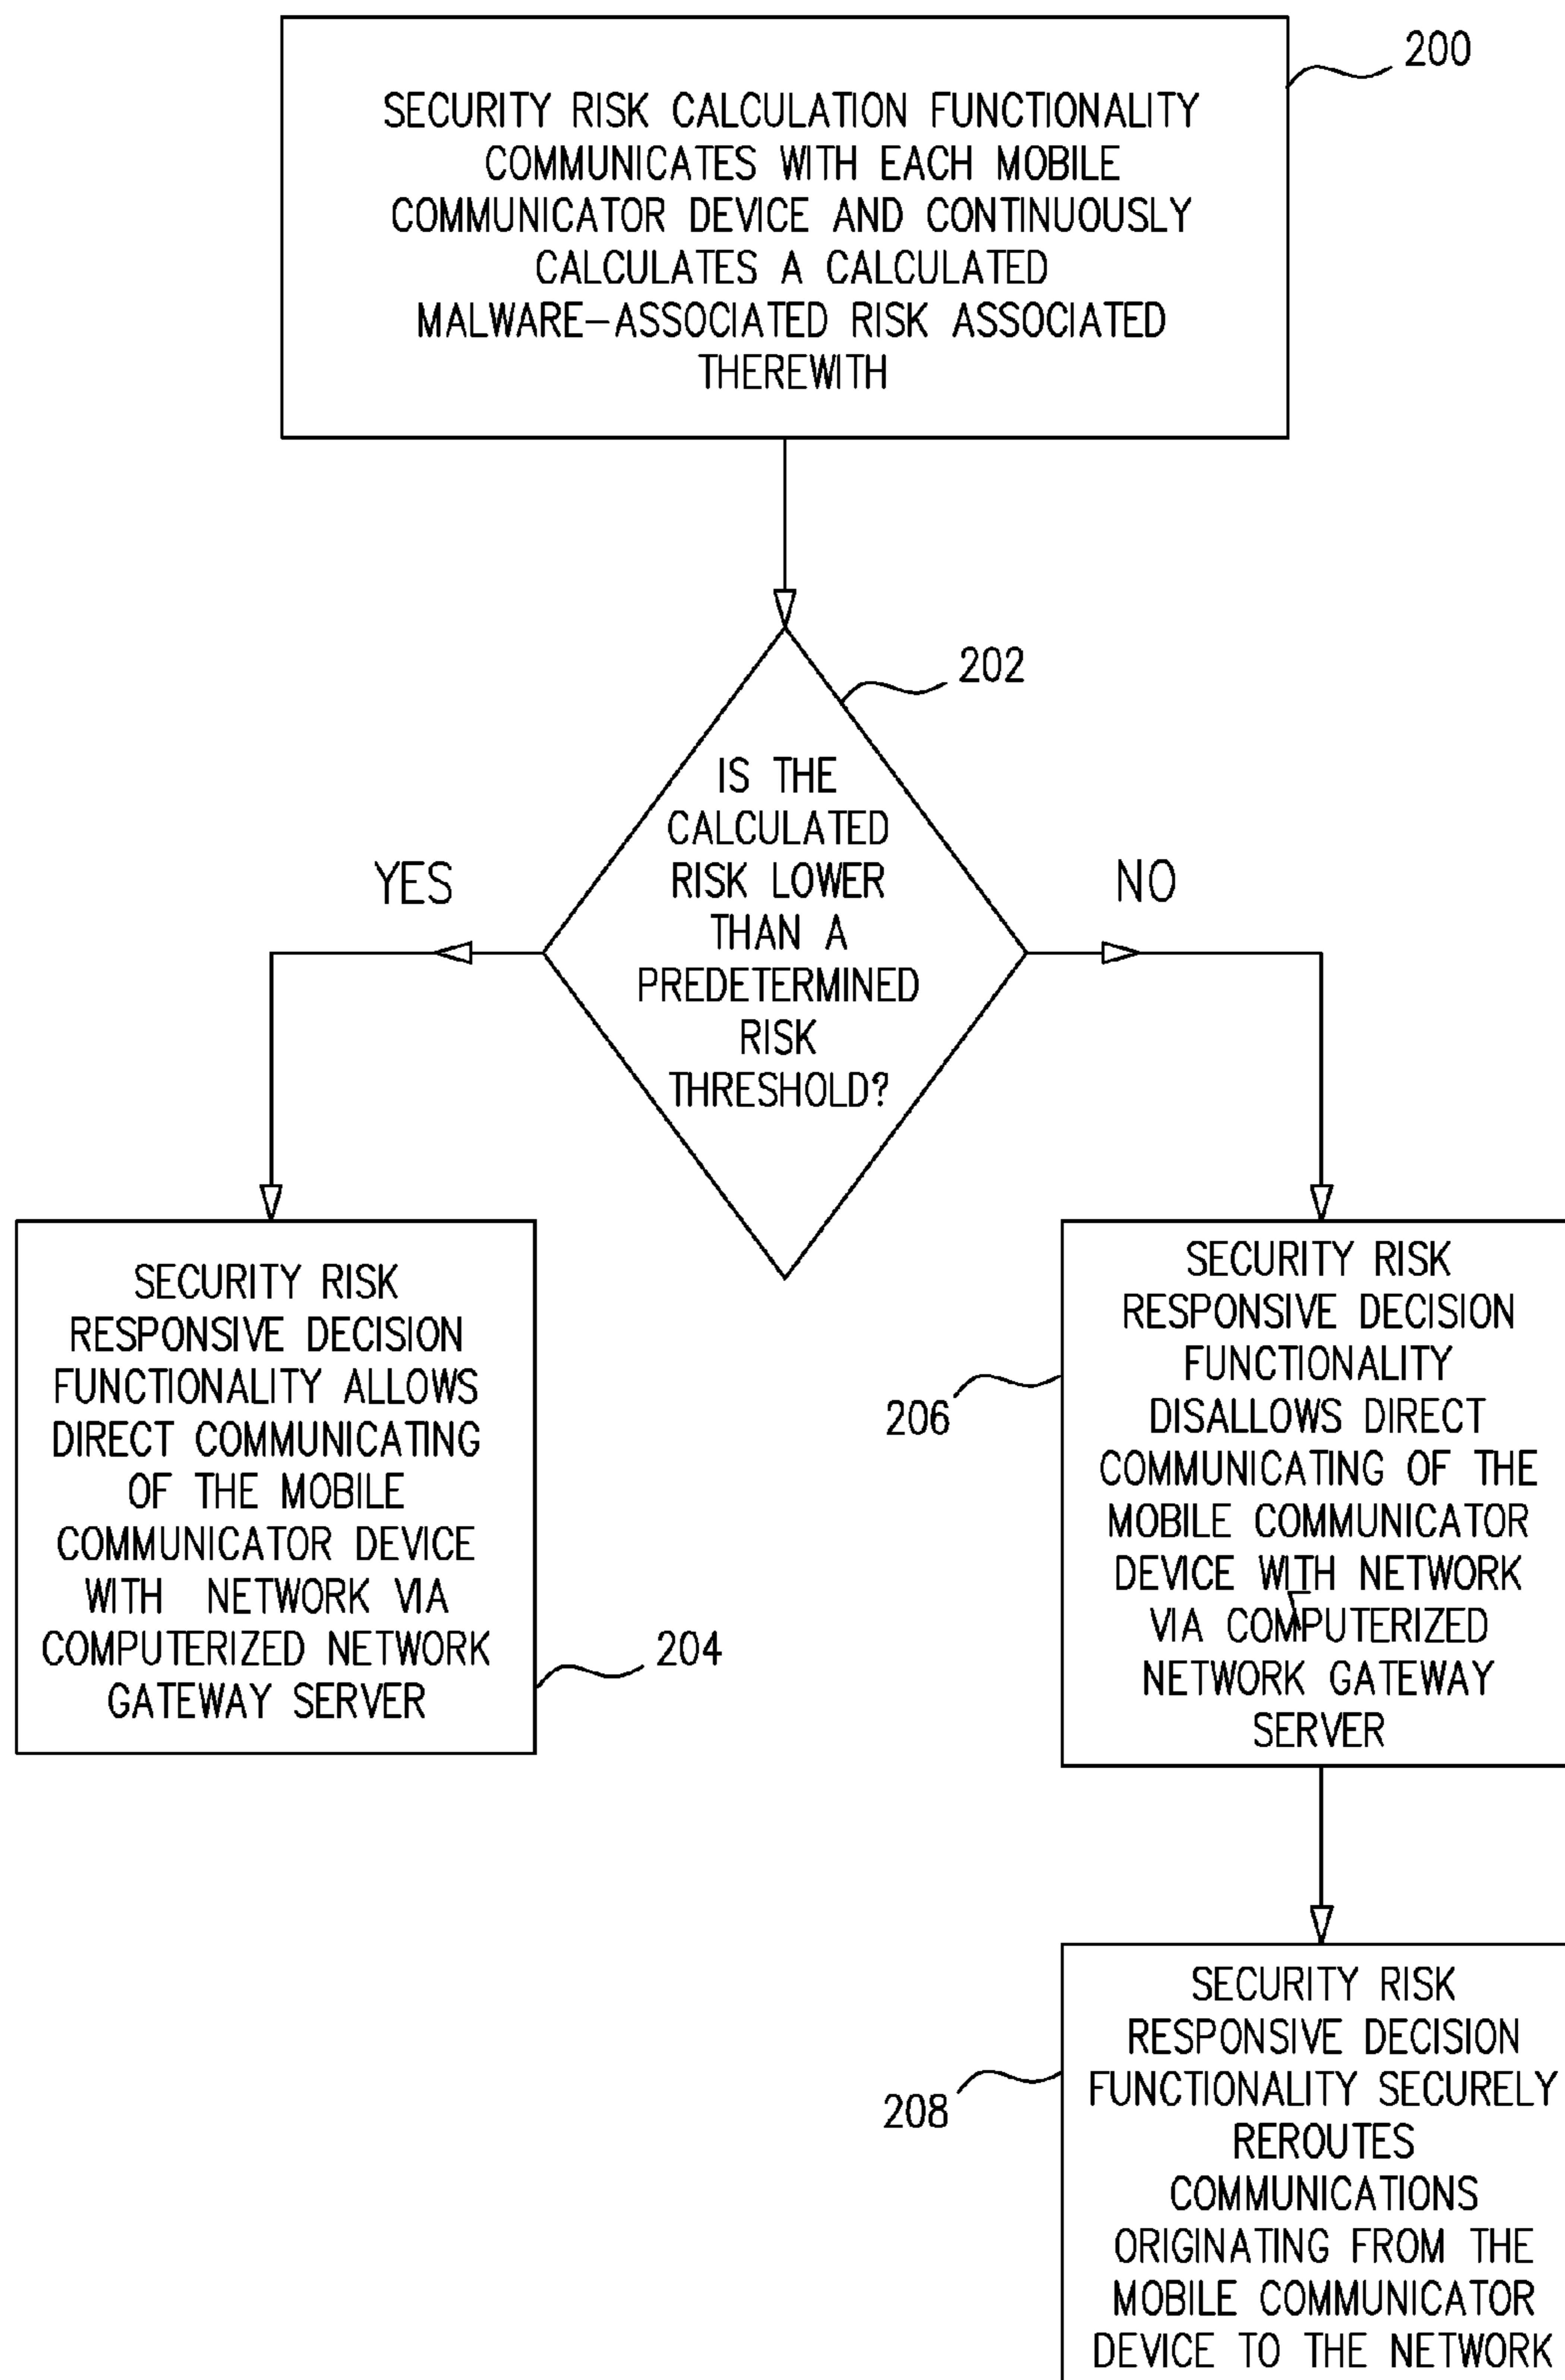 200
SECURITY RISK CALCULATION FUNCTIONALITY
COMMUNICATES WITH EACH MOBILE
COMMUNICATOR DEVICE AND CONTINUOUSLY
CALCULATES A CALCULATED
MALWARE-ASSOCIATED RISK ASSOCIATED
THEREWITH
202
IS THE
CALCULATED
RISK LOWER
THAN A
PREDETERMINED
RISK
THRESHOLD?
YES
NO
SECURITY RISK
RESPONSIVE DECISION
FUNCTIONALITY ALLOWS
DIRECT COMMUNICATING
OF THE MOBILE
COMMUNICATOR DEVICE
WITH NETWORK VIA
COMPUTERIZED NETWORK
GATEWAY SERVER
204
SECURITY RISK
RESPONSIVE DECISION
FUNCTIONALITY
DISALLOWS DIRECT
COMMUNICATING OF THE
MOBILE COMMUNICATOR
DEVICE WITH NETWORK
VIA COMPUTERIZED
NETWORK GATEWAY
SERVER
206
SECURITY RISK
RESPONSIVE DECISION
FUNCTIONALITY SECURELY
REROUTES
COMMUNICATIONS
ORIGINATING FROM THE
MOBILE COMMUNICATOR
DEVICE TO THE NETWORK
208